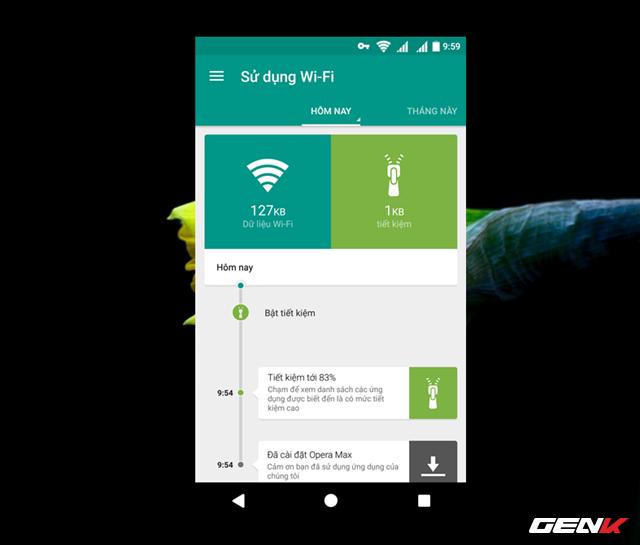 9:59
Sử dụng Wi-Fi
HÔM NAY
THÁNG NÀY
127KB
Dữ liệu Wi-Fi
1KB
tiết kiệm
Hôm nay
Bật tiết kiệm
9:54
Tiết kiệm tới 83%
Chạm để xem danh sách các ứng
dụng được biết đến là có mức tiết
kiệm cao
9:54
Đã cài đặt Opera Max
Cảm ơn bạn đã sử dụng ứng dụng của
chúng tôi
GENK